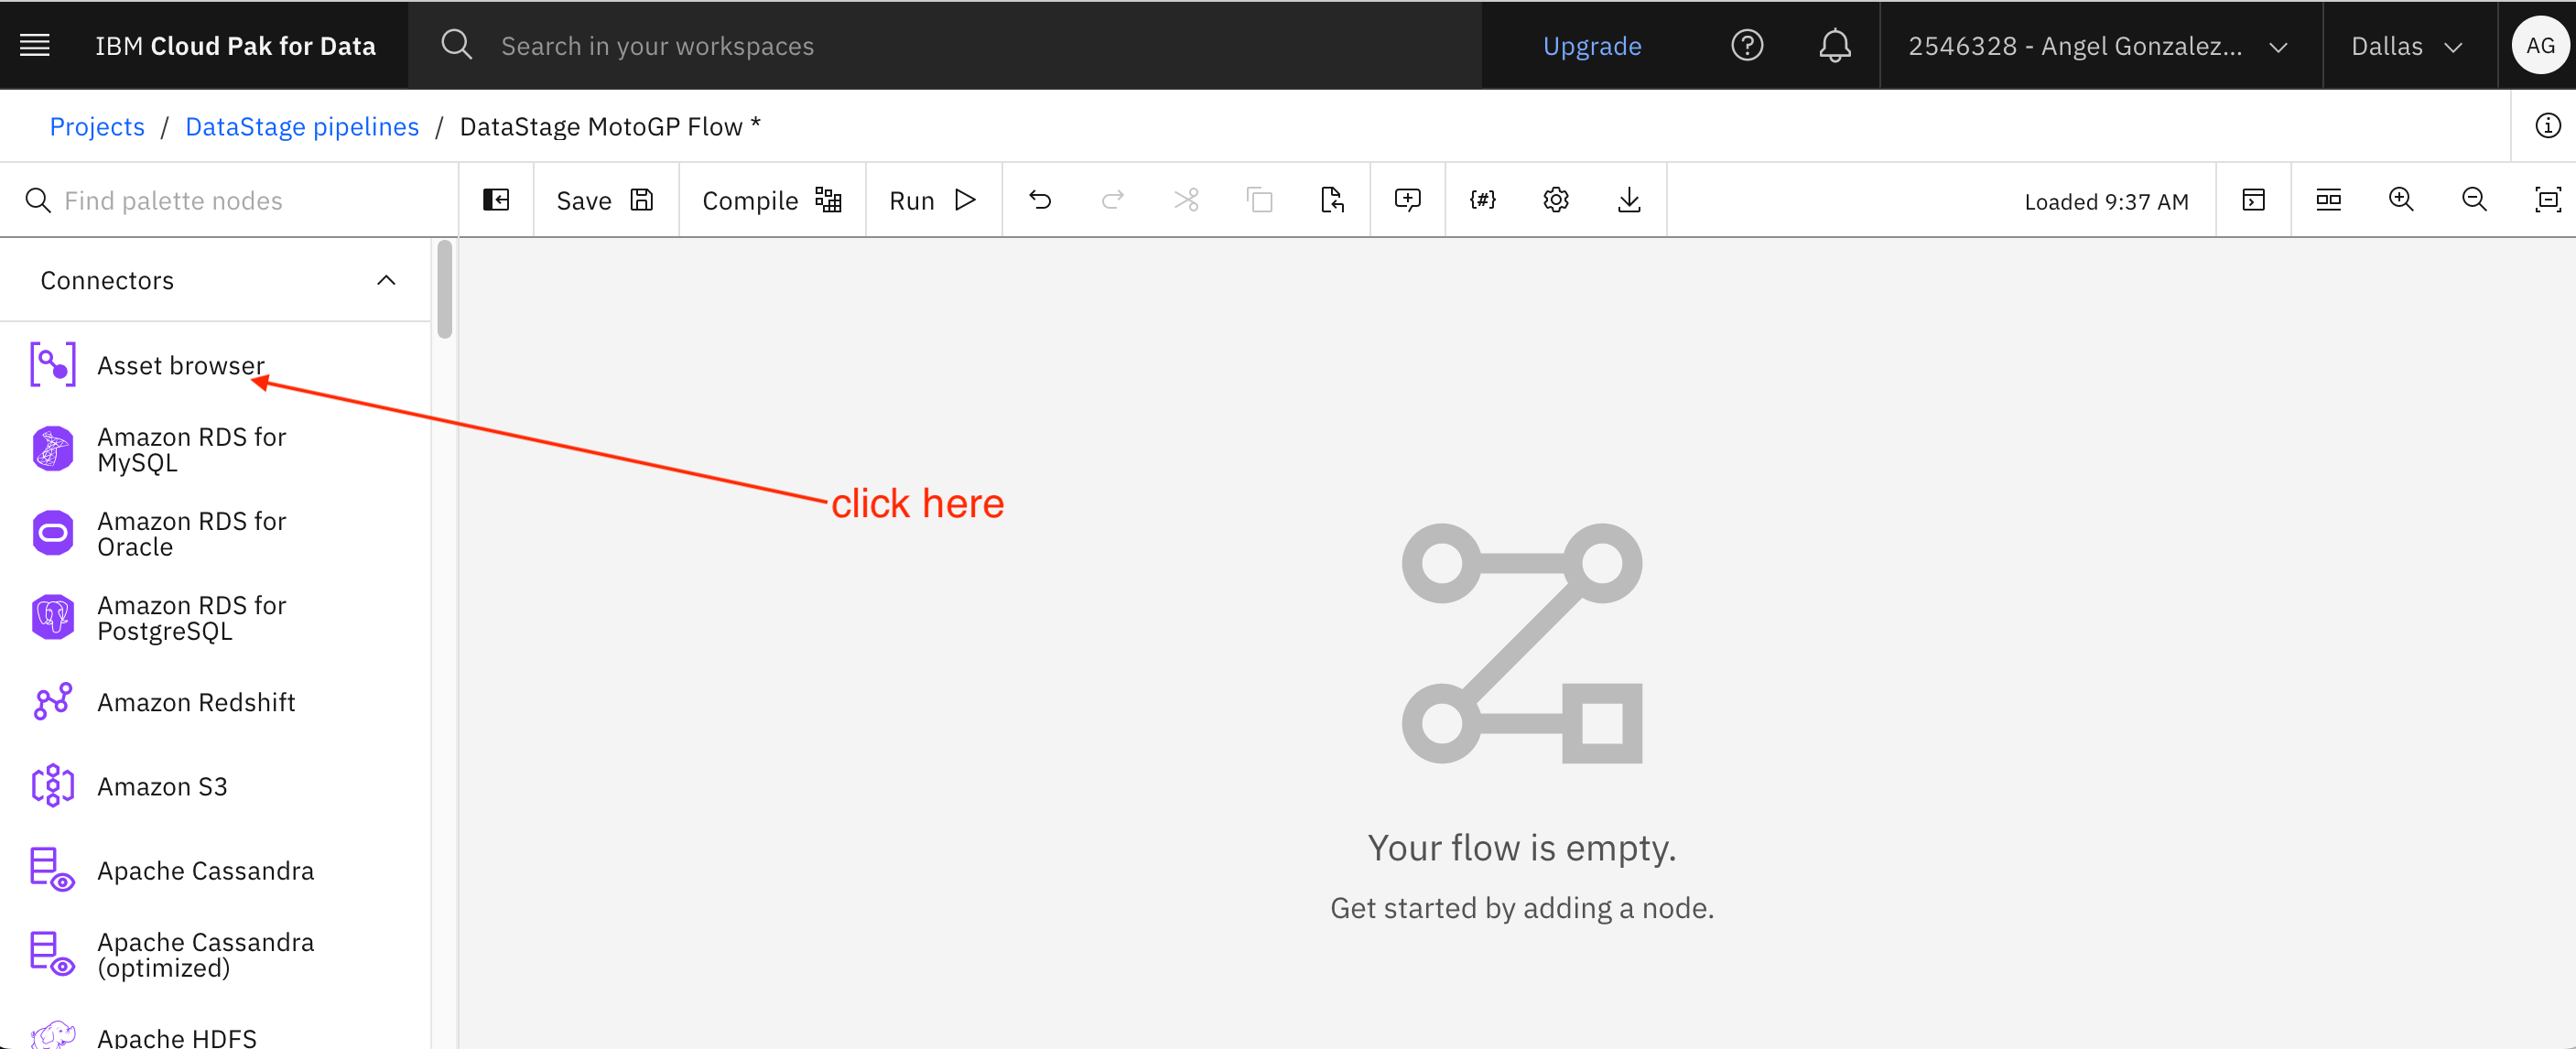 IBM Cloud Pak for Data
Search in your workspaces
Upgrade
2546328 - Angel Gonzalez...
Dallas
AG
Projects / DataStage pipelines / DataStage MotoGP Flow *
Find palette nodes
Save
Compile
Run
{#}
Loaded 9:37 AM
Connectors
Asset browser
Amazon RDS for
MySQL
Amazon RDS for
Oracle
Amazon RDS for
PostgreSQL
Amazon Redshift
Amazon S3
Apache Cassandra
Apache Cassandra
(optimized)
Apache HDFS
click here
Your flow is empty.
Get started by adding a node.